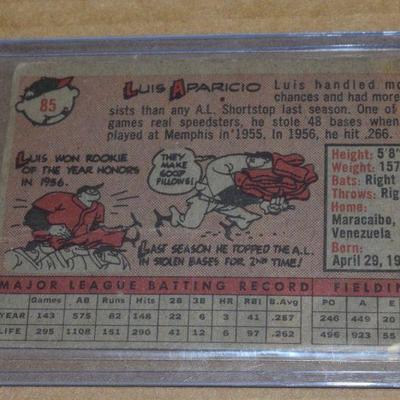 85
LUIS APARICIO
Luis handled mo
chances and had more
sists than any A.L. Shortstop last season. One of
games real speedsters, he stole 48 bases when
played at Memphis in 1955. In 1956, he hit .266.
LUIS WON ROOKIE
OF THE YEAR HONORS
IN 1956.
THEY MAKE
GOOD
PILLOWS!
LAST SEASON HE TOPPED THE A.L.
IN STOLEN BASES FOR 2ND TIME!
Height: 5'8"
Weight: 157
Bats: Right
Throws: Rig
Home:
Maracaibo,
Venezuela
Born:
April 29, 19
MAJOR LEAGUE BATTING RECORD FIELDIN
Games AB Runs Hits 2B 3B HR RBI B.Avg PO A E
YEAR 143 575 82 148 22 6 3 41 .257 246 449 20
LIFE 295 1108 151 290 41 12 6 97 .262 496 923 55